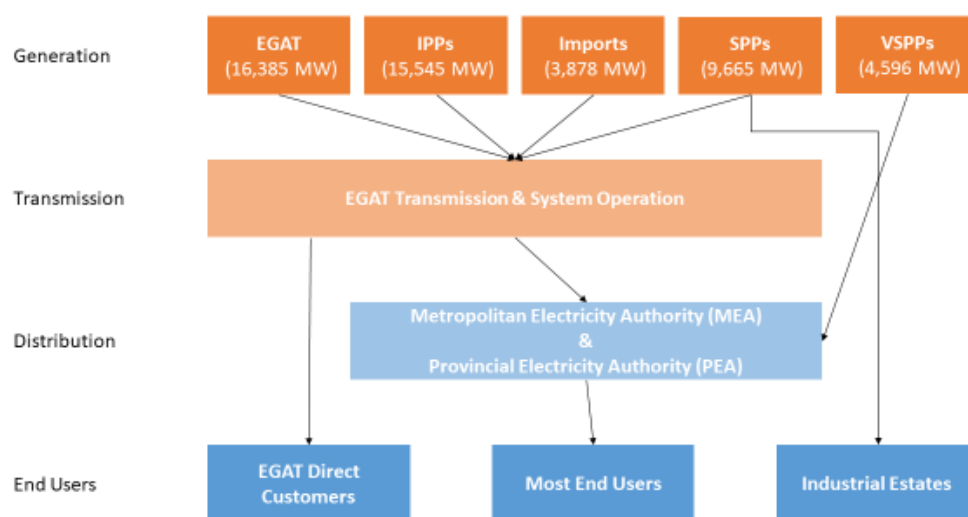 Generation
EGAT
(16,385 MW)
IPPs
(15,545 MW)
Imports
(3,878 MW)
SPPs
(9,665 MW)
VSPPs
(4,596 MW)
Transmission
EGAT Transmission & System Operation
Distribution
Metropolitan Electricity Authority (MEA)
&
Provincial Electricity Authority (PEA)
End Users
EGAT Direct
Customers
Most End Users
Industrial Estates